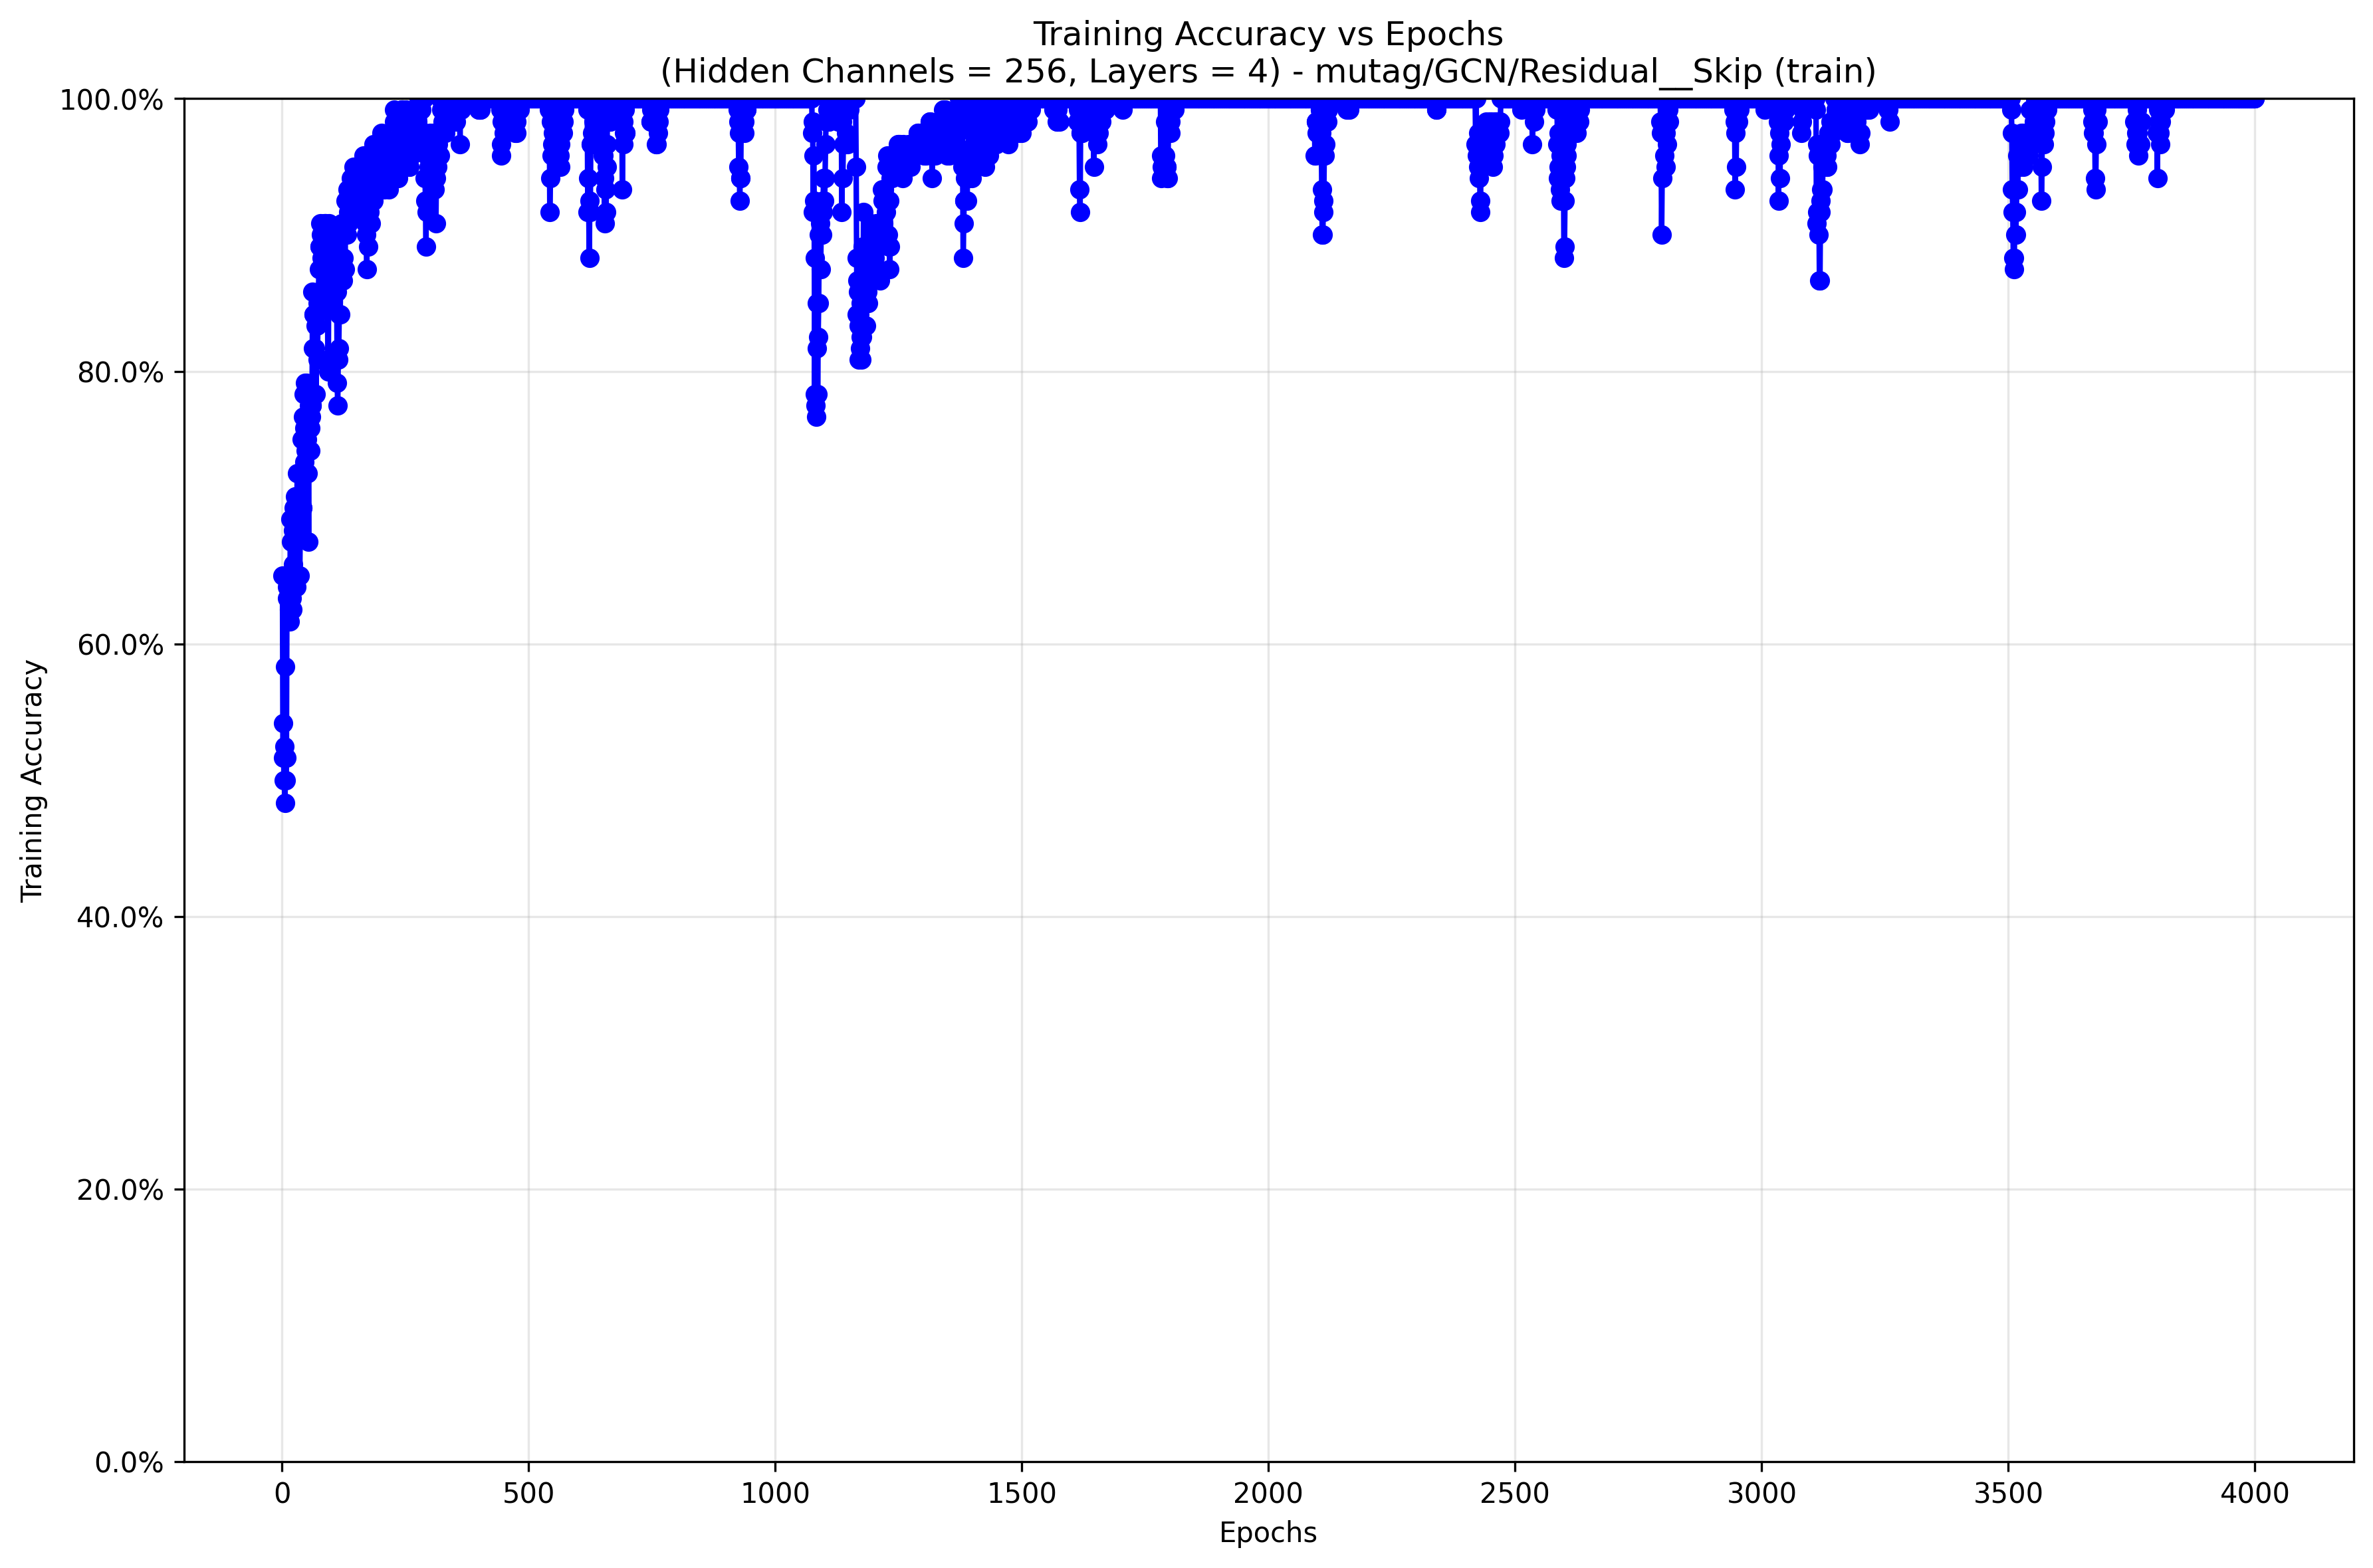 Training Accuracy vs Epochs
(Hidden Channels = 256, Layers = 4) - mutag/GCN/Residual__Skip (train)
100.0%
80.0%
60.0%
40.0%
20.0%
0.0%
Training Accuracy
0 500 1000 1500 2000 2500 3000 3500 4000
Epochs